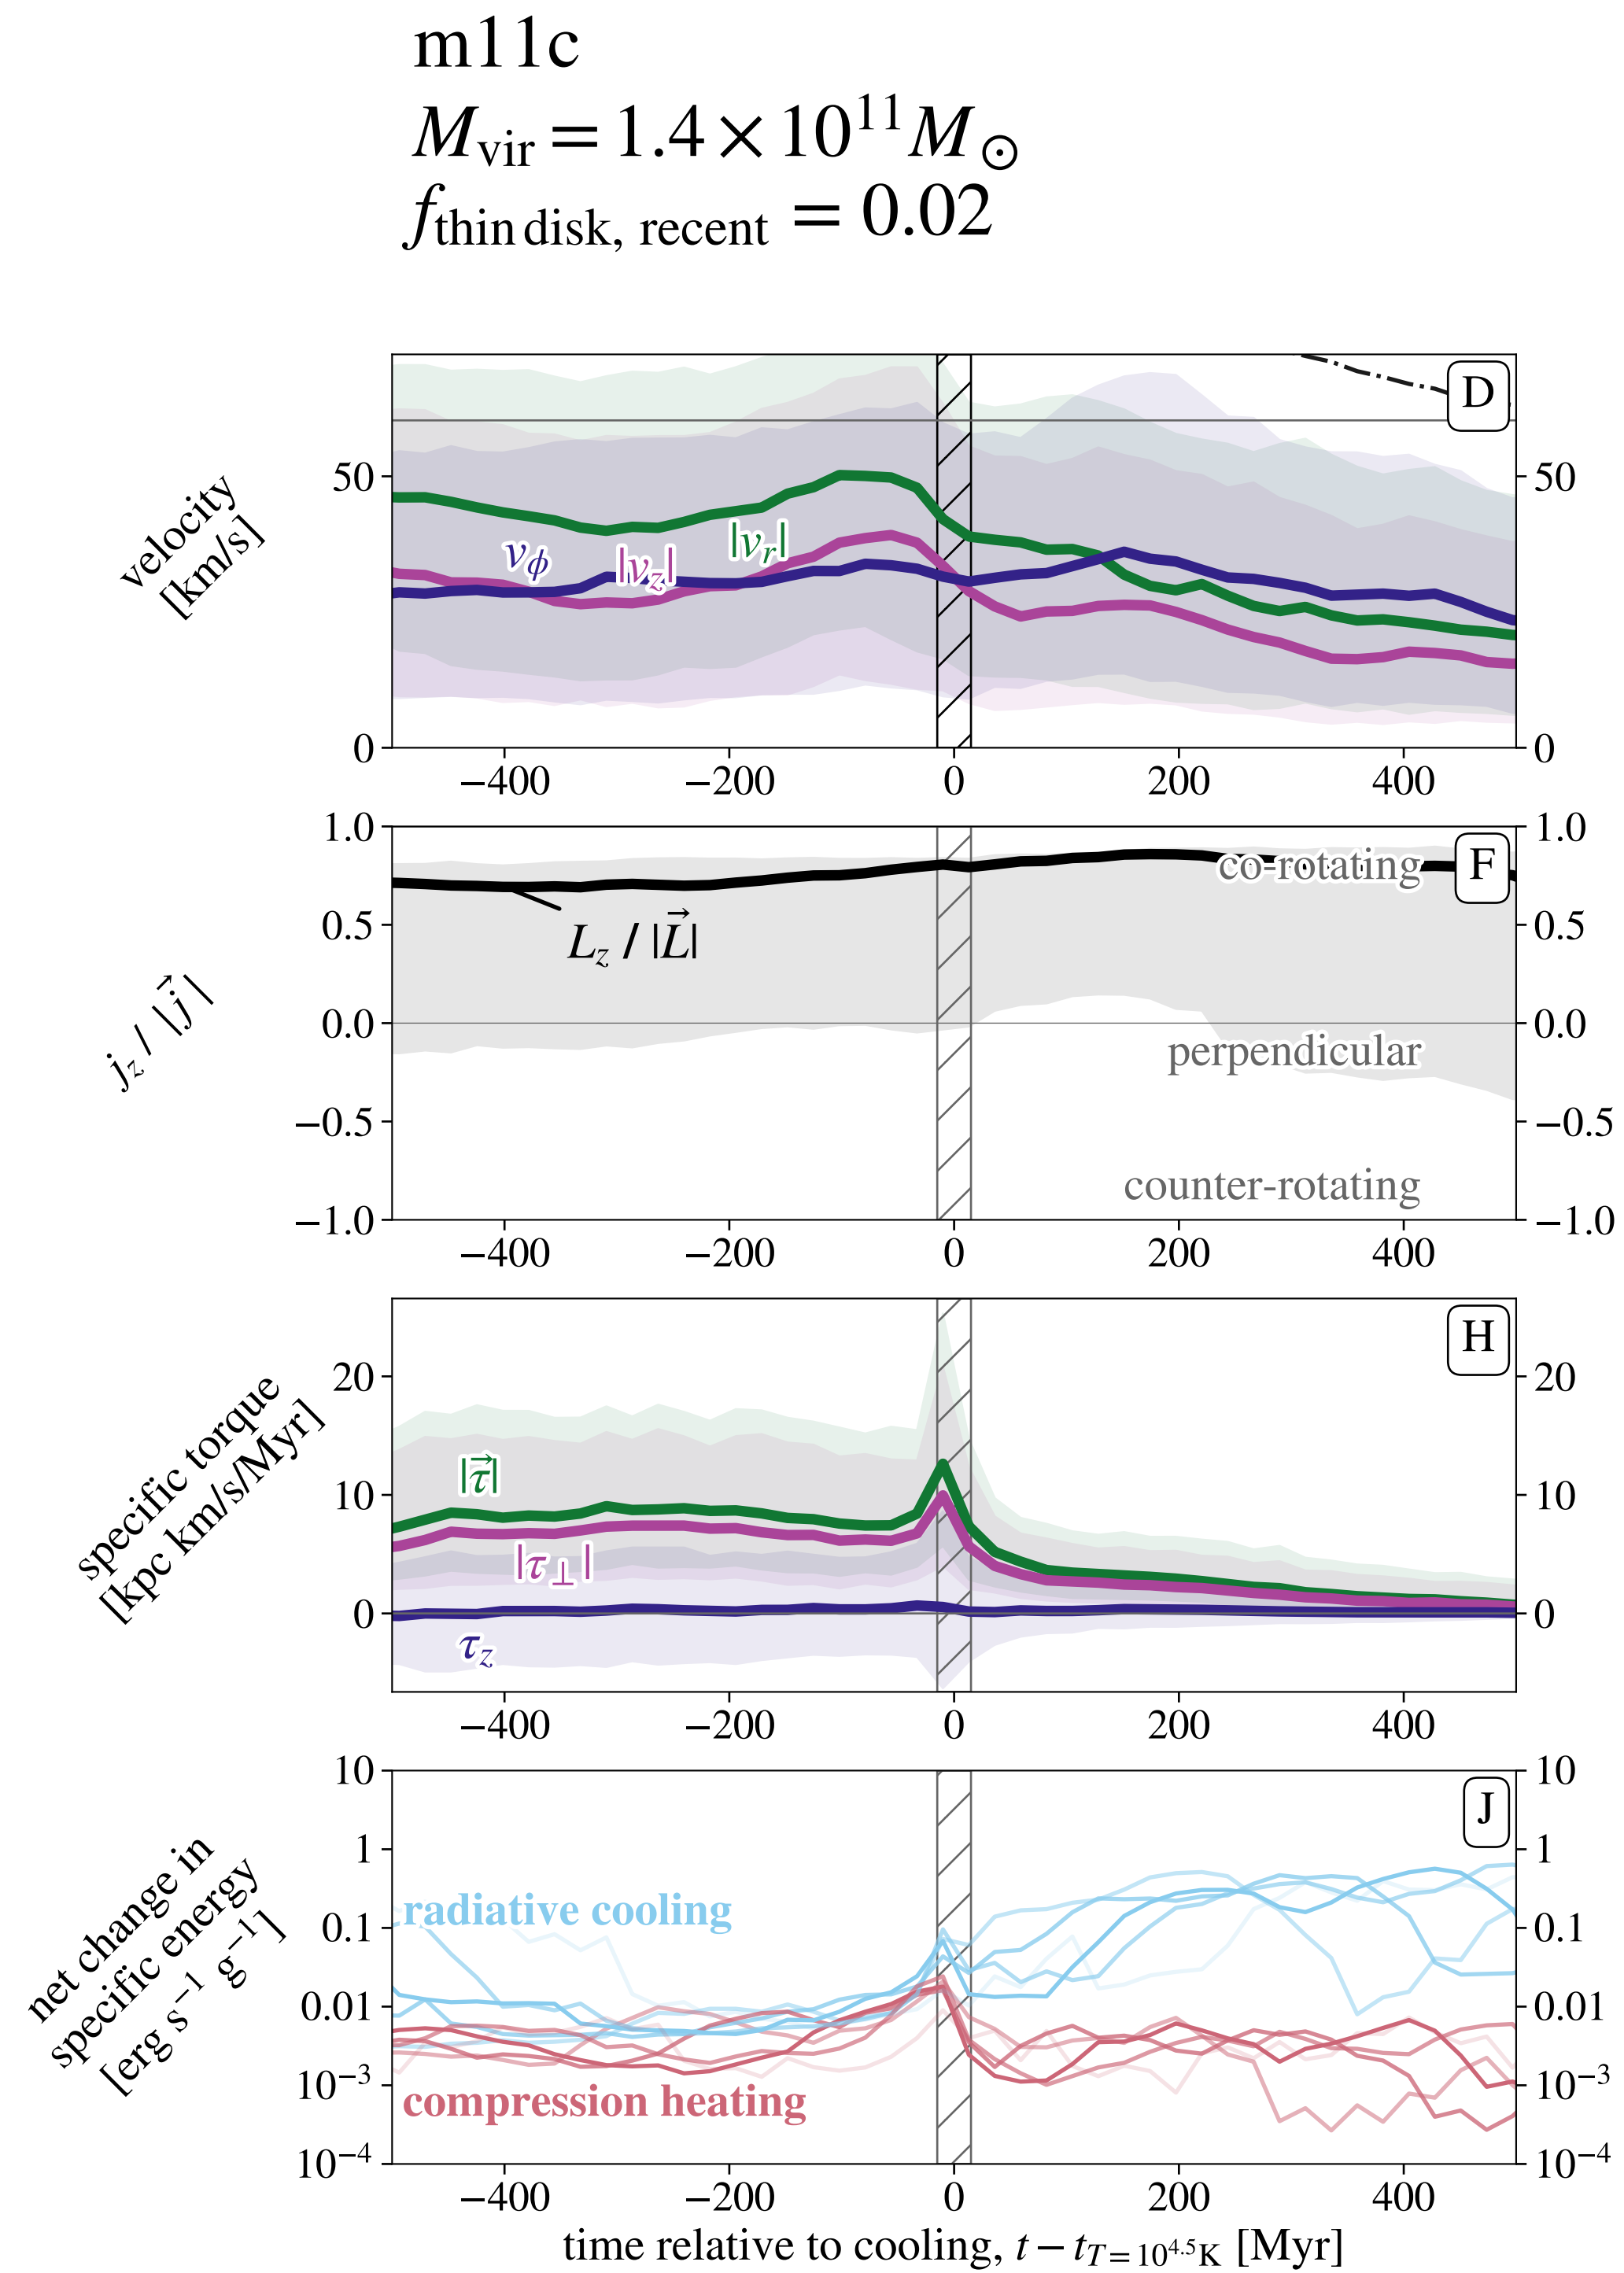 m11c
M_vir = 1.4 × 10^11 M_⊙
f_thin disk, recent = 0.02
velocity
[km/s]
50
0
v_ϕ
|v_z|
|v_r|
D
50
0
−400 −200 0 200 400
j_z / |j⃗|
1.0
0.5
0.0
−0.5
−1.0
L_z / |L⃗|
co-rotating
perpendicular
counter-rotating
F
1.0
0.5
0.0
−0.5
−1.0
−400 −200 0 200 400
specific torque
[kpc km/s/Myr]
20
10
0
|τ⃗|
|τ_⊥|
τ_z
H
20
10
0
−400 −200 0 200 400
net change in
specific energy
[erg s^−1 g^−1]
10
1
0.1
0.01
10^−3
10^−4
radiative cooling
compression heating
J
10
1
0.1
0.01
10^−3
10^−4
−400 −200 0 200 400
time relative to cooling, t − t_T = 10^4.5 K [Myr]